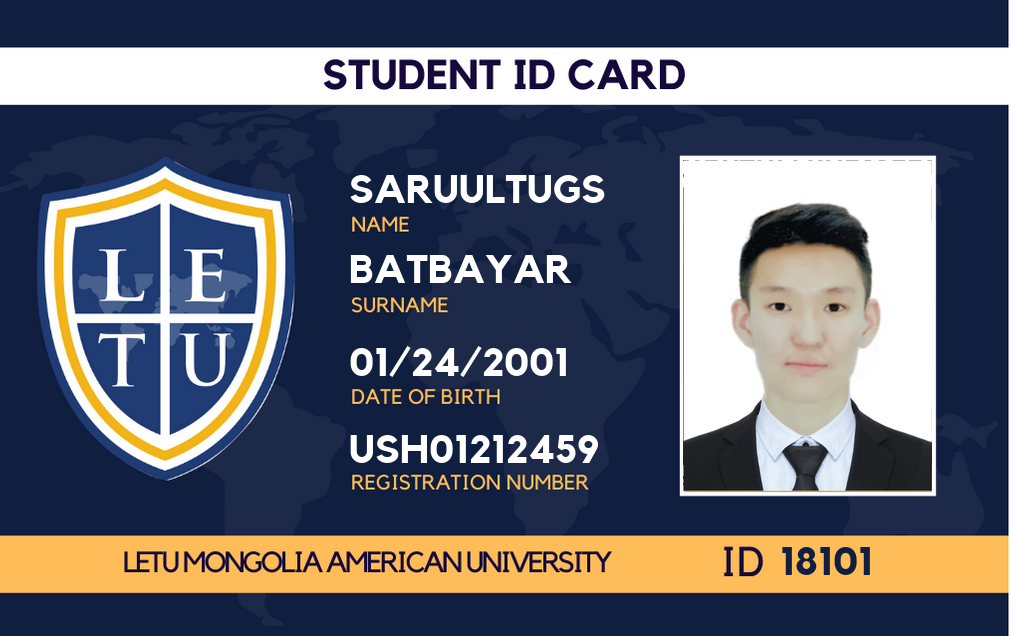 STUDENT ID CARD
L E
T U
SARUULTUGS
NAME
BATBAYAR
SURNAME
01/24/2001
DATE OF BIRTH
USH01212459
REGISTRATION NUMBER
LETU MONGOLIA AMERICAN UNIVERSITY
ID 18101